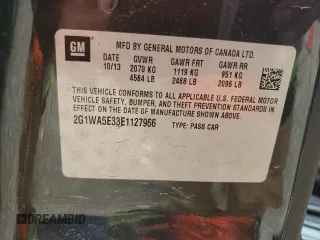 GM MFD BY GENERAL MOTORS OF CANADA LTD.
DATE GVWR GAWR FRT GAWR RR
10/13 2070 KG 1119 KG 951 KG
4564 LB 2468 LB 2096 LB
THIS VEHICLE CONFORMS TO ALL APPLICABLE U.S. FEDERAL MOTOR
VEHICLE SAFETY, BUMPER, AND THEFT PREVENTION STANDARDS IN
EFFECT ON THE DATE OF MANUFACTURE SHOWN ABOVE.
2G1WA5E33E1127966 TYPE: PASS CAR
DREAMBID